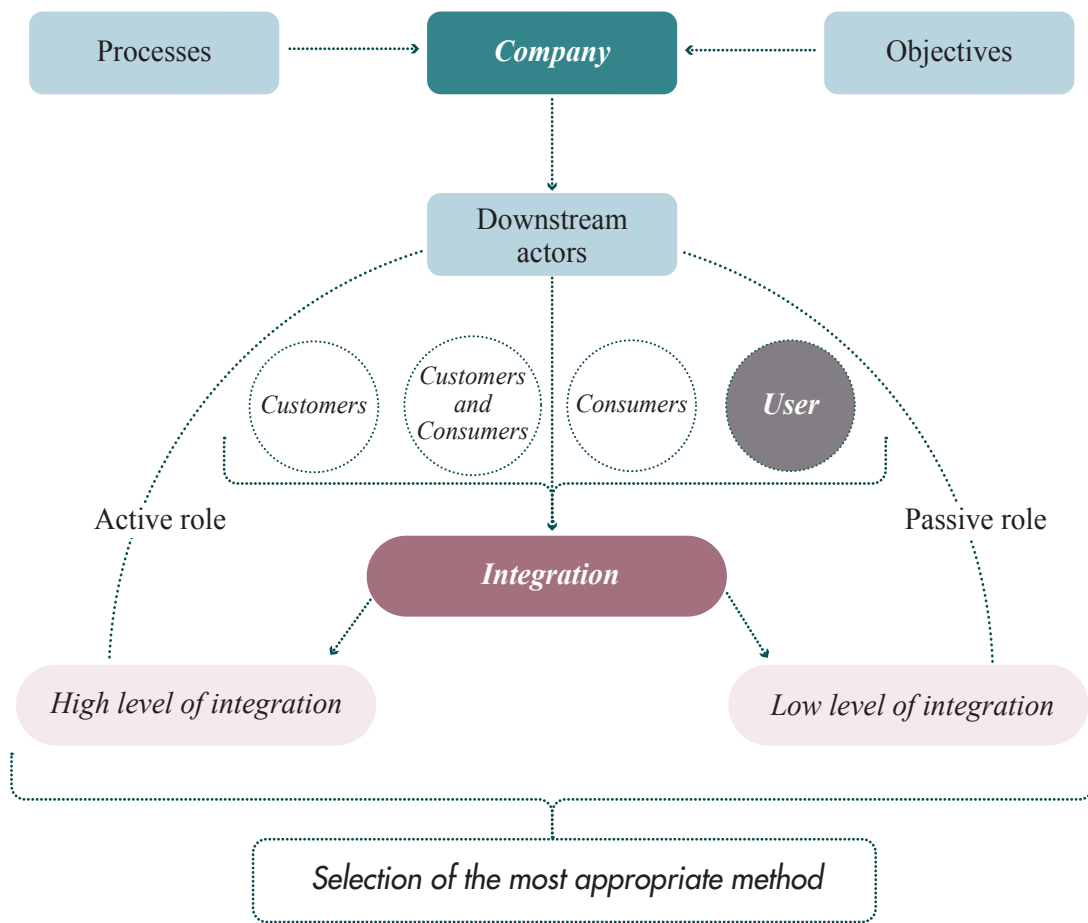 Processes
Company
Objectives
Downstream
actors
Customers
Customers
and
Consumers
Consumers
User
Active role
Passive role
Integration
High level of integration
Low level of integration
Selection of the most appropriate method